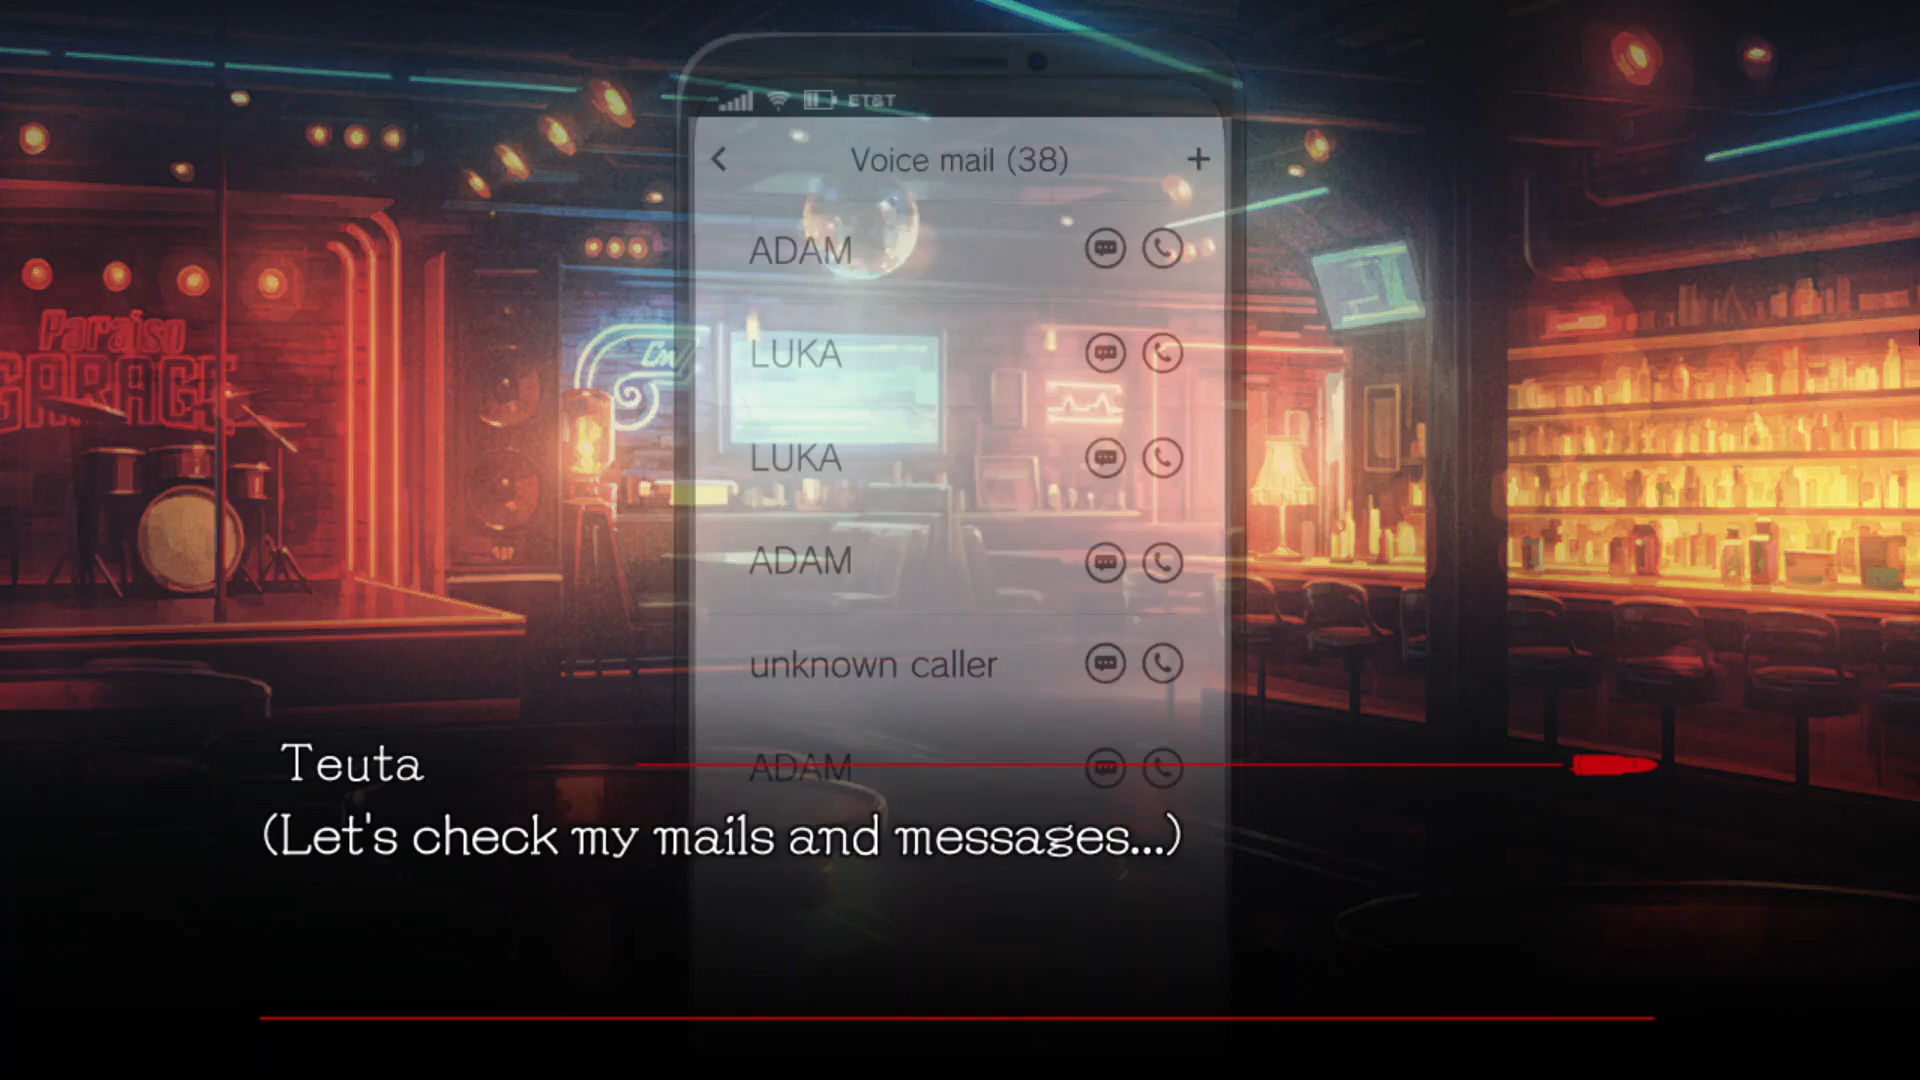 ET&T
Voice mail (38)
ADAM
Paraiso
GARAGE
LUKA
LUKA
ADAM
unknown caller
ADAM
Teuta
(Let's check my mails and messages...)